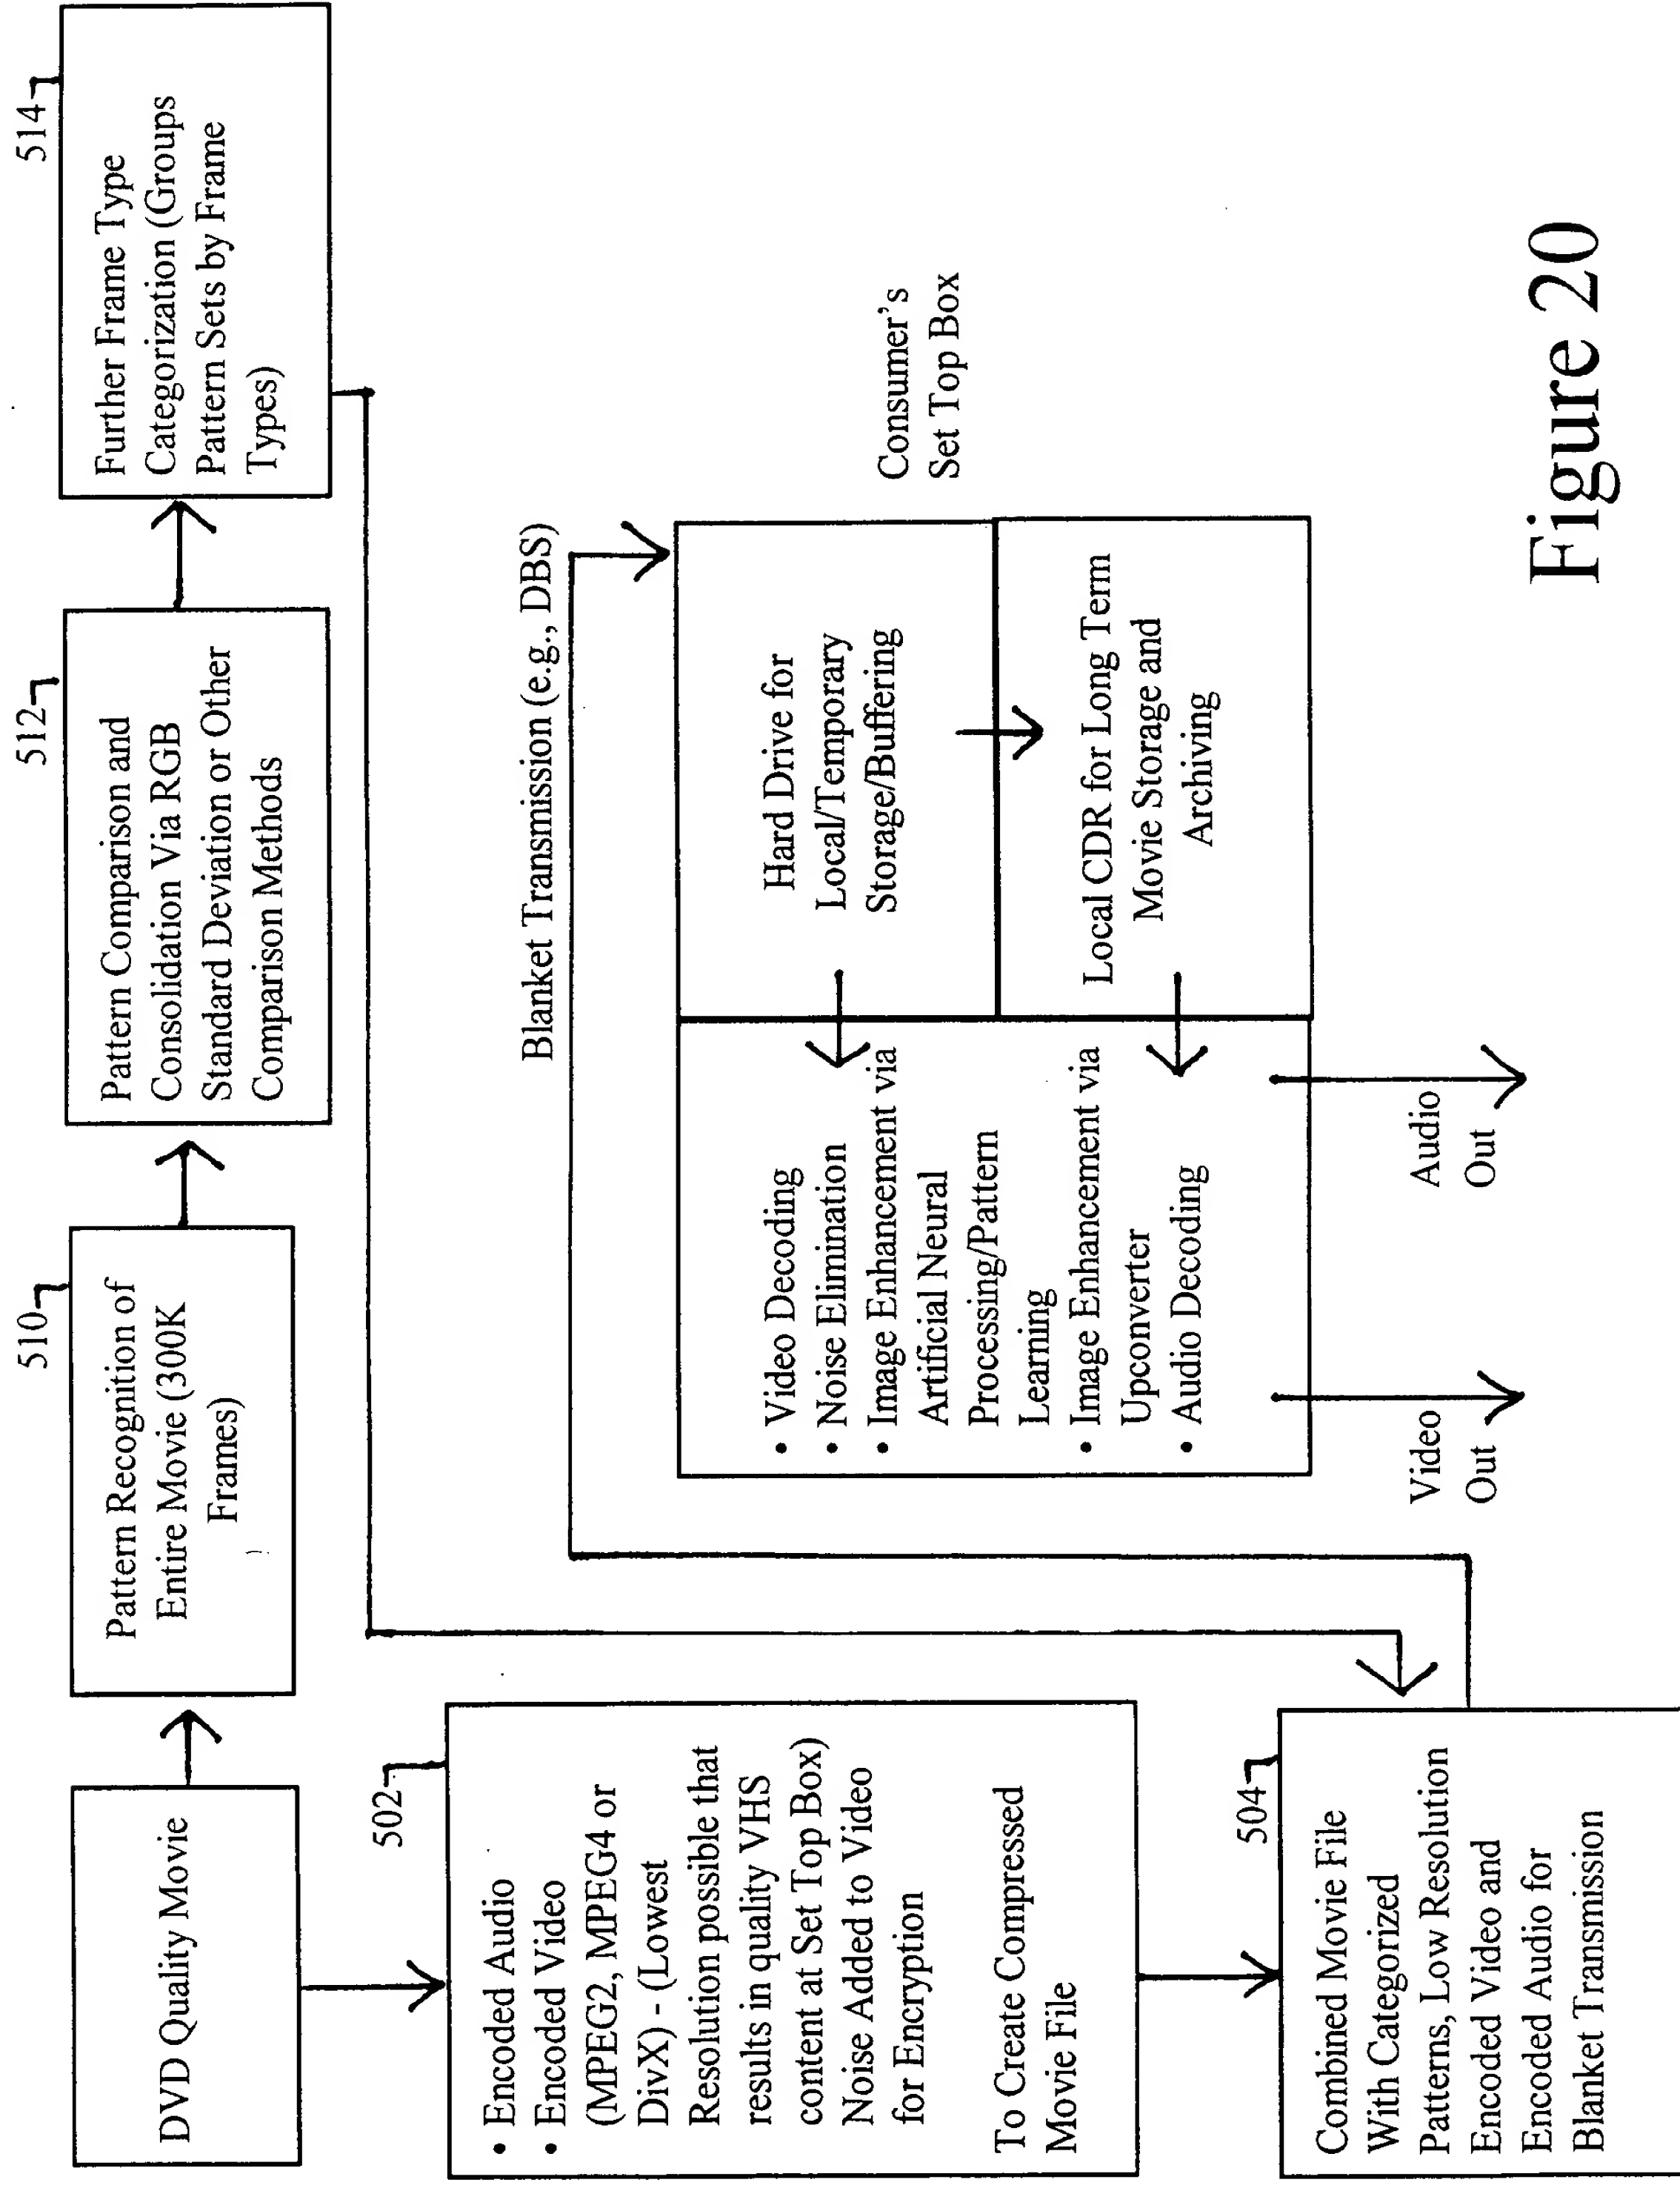 DVD Quality Movie
510
Pattern Recognition of
Entire Movie (300K
Frames)
512
Pattern Comparison and
Consolidation Via RGB
Standard Deviation or Other
Comparison Methods
514
Further Frame Type
Categorization (Groups
Pattern Sets by Frame
Types)
502
• Encoded Audio
• Encoded Video
(MPEG2, MPEG4 or
DivX) - (Lowest
Resolution possible that
results in quality VHS
content at Set Top Box)
Noise Added to Video
for Encryption
To Create Compressed
Movie File
504
Combined Movie File
With Categorized
Patterns, Low Resolution
Encoded Video and
Encoded Audio for
Blanket Transmission
Blanket Transmission (e.g., DBS)
• Video Decoding
• Noise Elimination
• Image Enhancement via
Artificial Neural
Processing/Pattern
Learning
• Image Enhancement via
Upconverter
• Audio Decoding
Hard Drive for
Local/Temporary
Storage/Buffering
Local CDR for Long Term
Movie Storage and
Archiving
Consumer's
Set Top Box
Video
Out
Audio
Out
Figure 20